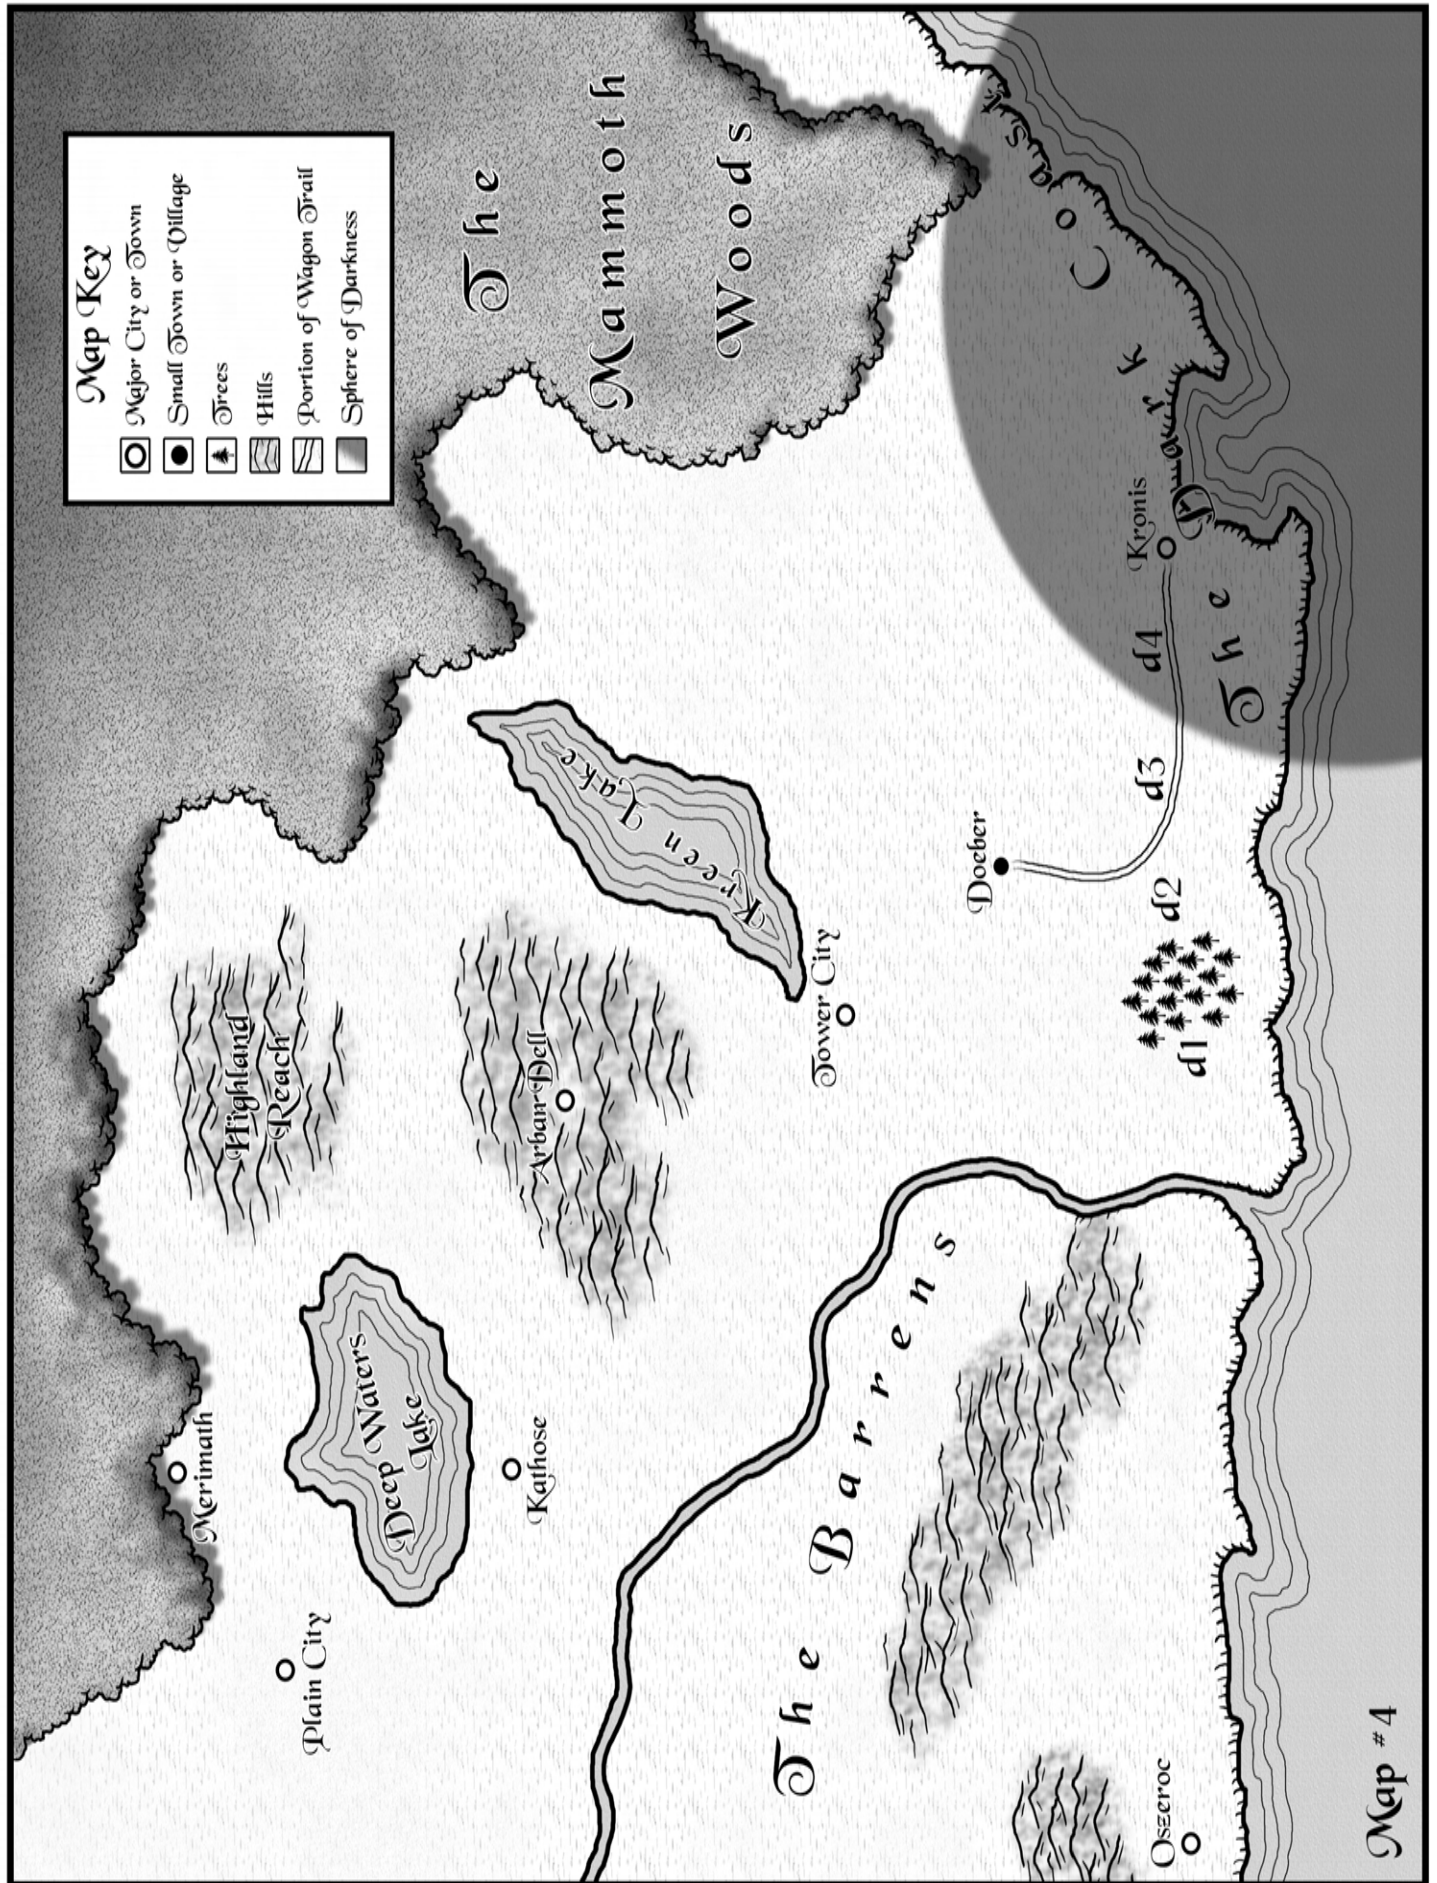 Map Key
Major City or Town
Small Town or Village
Trees
Hills
Portion of Wagon Trail
Sphere of Darkness
The
Mammoth
Woods
Highland
Reach
Merimath
Plain City
Deep Waters
Lake
Kathose
Arban-Dell
Kreen Lake
Tower City
Doeber
The Barrens
Kronis
The Dark Coast
d1
d2
d3
d4
Oszeroc
Map #4